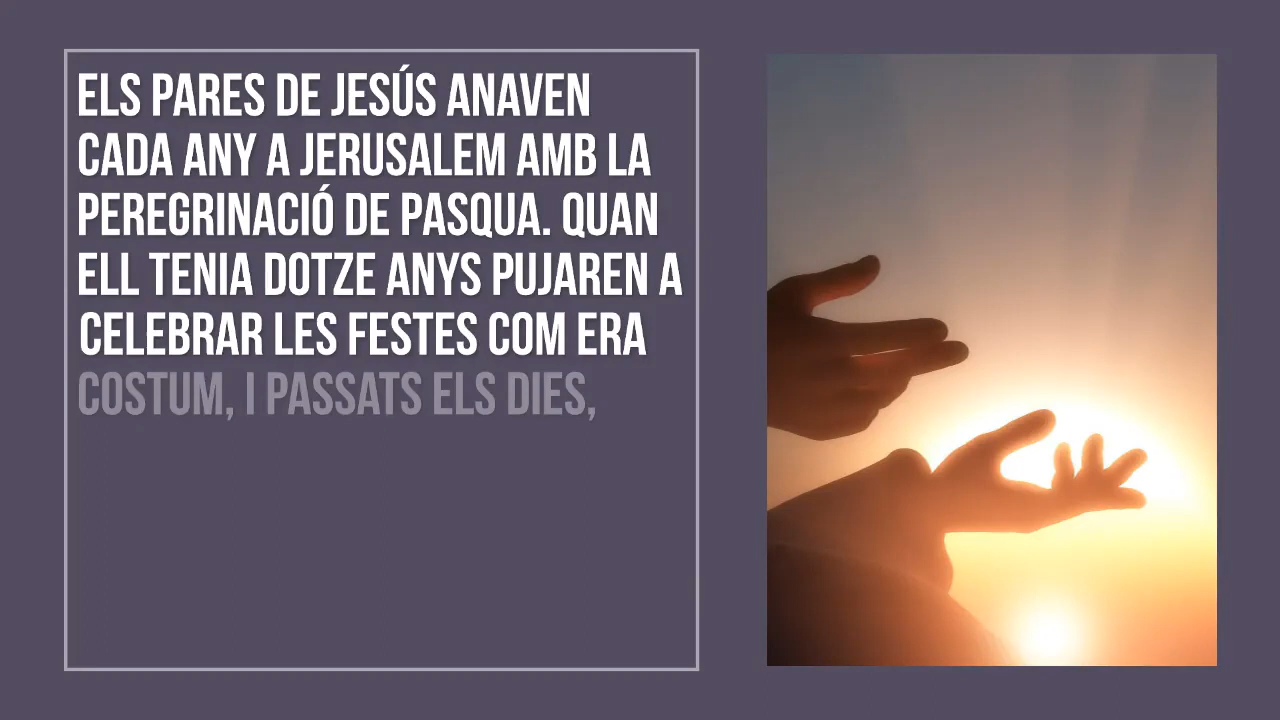 ELS PARES DE JESÚS ANAVEN
CADA ANY A JERUSALEM AMB LA
PEREGRINACIÓ DE PASQUA. QUAN
ELL TENIA DOTZE ANYS PUJAREN A
CELEBRAR LES FESTES COM ERA
COSTUM, I PASSATS ELS DIES,